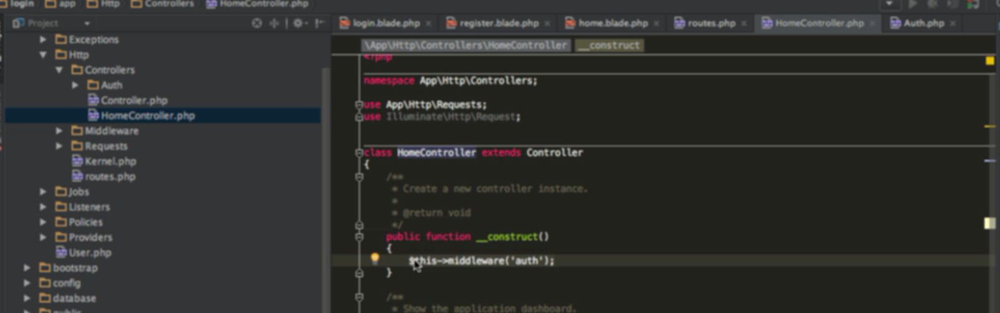 login app Http Controllers HomeController.php
Project
login.blade.php × register.blade.php × home.blade.php × routes.php × HomeController.php × Auth.php ×
Exceptions
Http
Controllers
Auth
Controller.php
HomeController.php
Middleware
Requests
Kernel.php
routes.php
Jobs
Listeners
Policies
Providers
User.php
bootstrap
config
database
public
\App\Http\Controllers\HomeController __construct
<?php
namespace App\Http\Controllers;
use App\Http\Requests;
use Illuminate\Http\Request;
class HomeController extends Controller
{
/**
* Create a new controller instance.
*
* @return void
*/
public function __construct()
{
$this->middleware('auth');
}
/**
* Show the application dashboard.